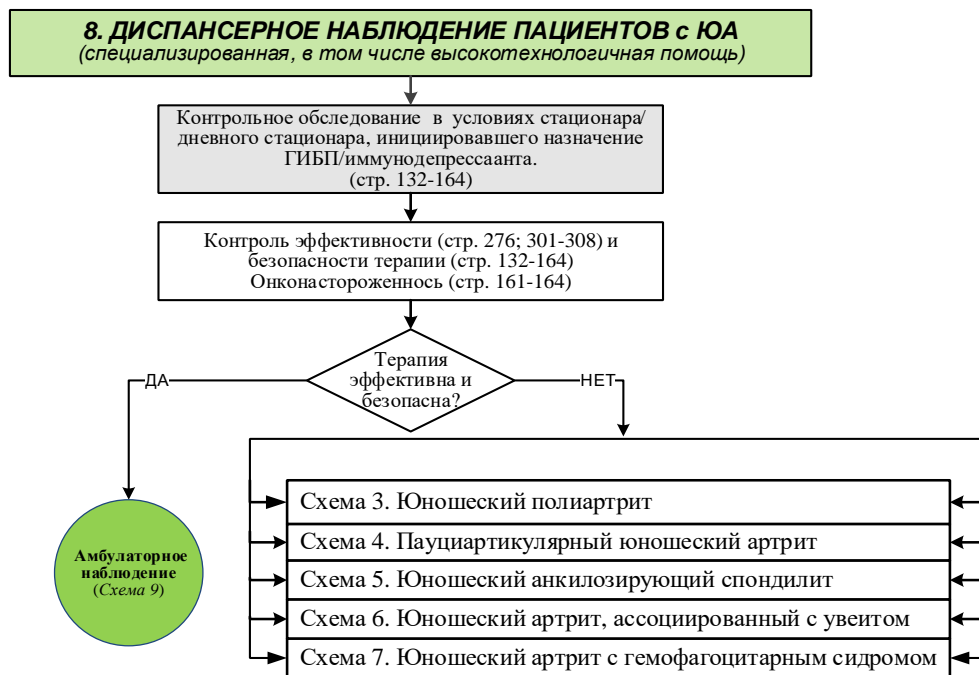 8. ДИСПАНСЕРНОЕ НАБЛЮДЕНИЕ ПАЦИЕНТОВ с ЮА
(специализированная, в том числе высокотехнологичная помощь)
Контрольное обследование в условиях стационара/
дневного стационара, инициировавшего назначение
ГИБП/иммунодепрессаанта.
(стр. 132-164)
Контроль эффективности (стр. 276; 301-308) и
безопасности терапии (стр. 132-164)
Онконастороженнось (стр. 161-164)
Терапия
эффективна и
безопасна?
ДА
НЕТ
Схема 3. Юношеский полиартрит
Схема 4. Пауциартикулярный юношеский артрит
Схема 5. Юношеский анкилозирующий спондилит
Схема 6. Юношеский артрит, ассоциированный с увеитом
Схема 7. Юношеский артрит с гемофагоцитарным сидромом
Амбулаторное
наблюдение
(Схема 9)